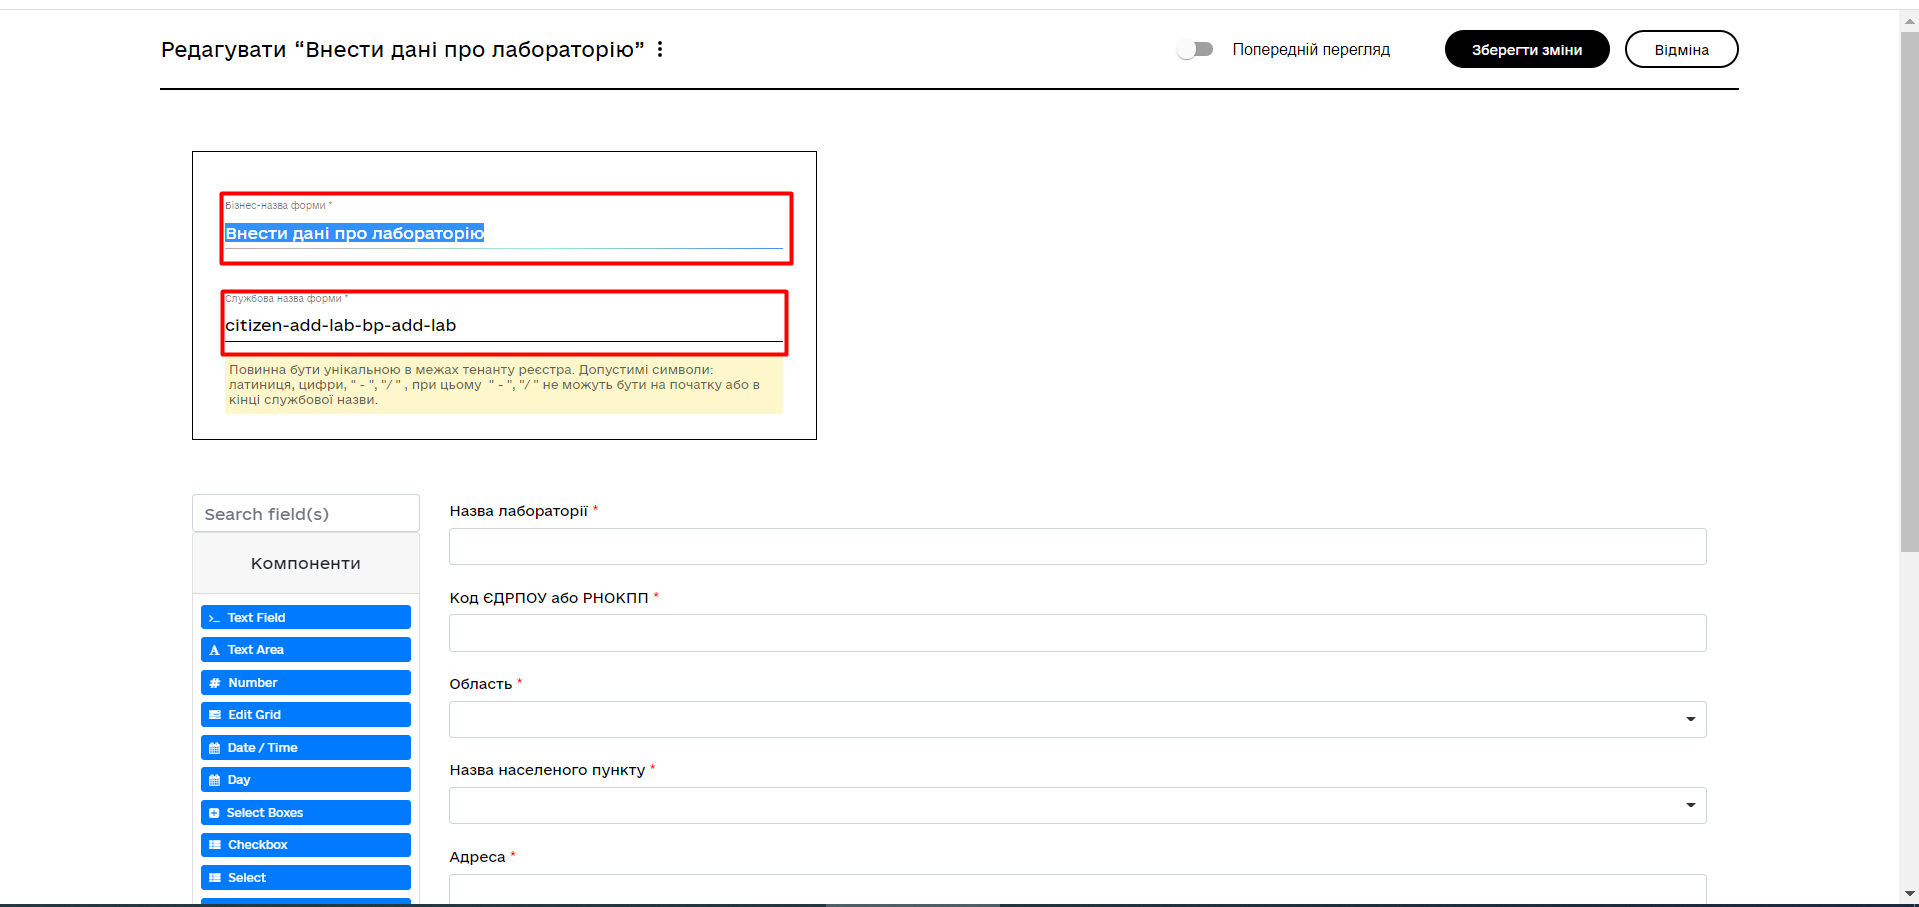 Редагувати “Внести дані про лабораторію”
Попередній перегляд
Зберегти зміни
Відміна
Бізнес-назва форми *
Внести дані про лабораторію
Службова назва форми *
citizen-add-lab-bp-add-lab
Повинна бути унікальною в межах тенанту реєстра. Допустимі символи:
латиниця, цифри, " - ", "/ " , при цьому " - ", "/ " не можуть бути на початку або в
кінці службової назви.
Search field(s)
Компоненти
Text Field
Text Area
Number
Edit Grid
Date / Time
Day
Select Boxes
Checkbox
Select
Назва лабораторії *
Код ЄДРПОУ або РНОКПП *
Область *
Назва населеного пункту *
Адреса *